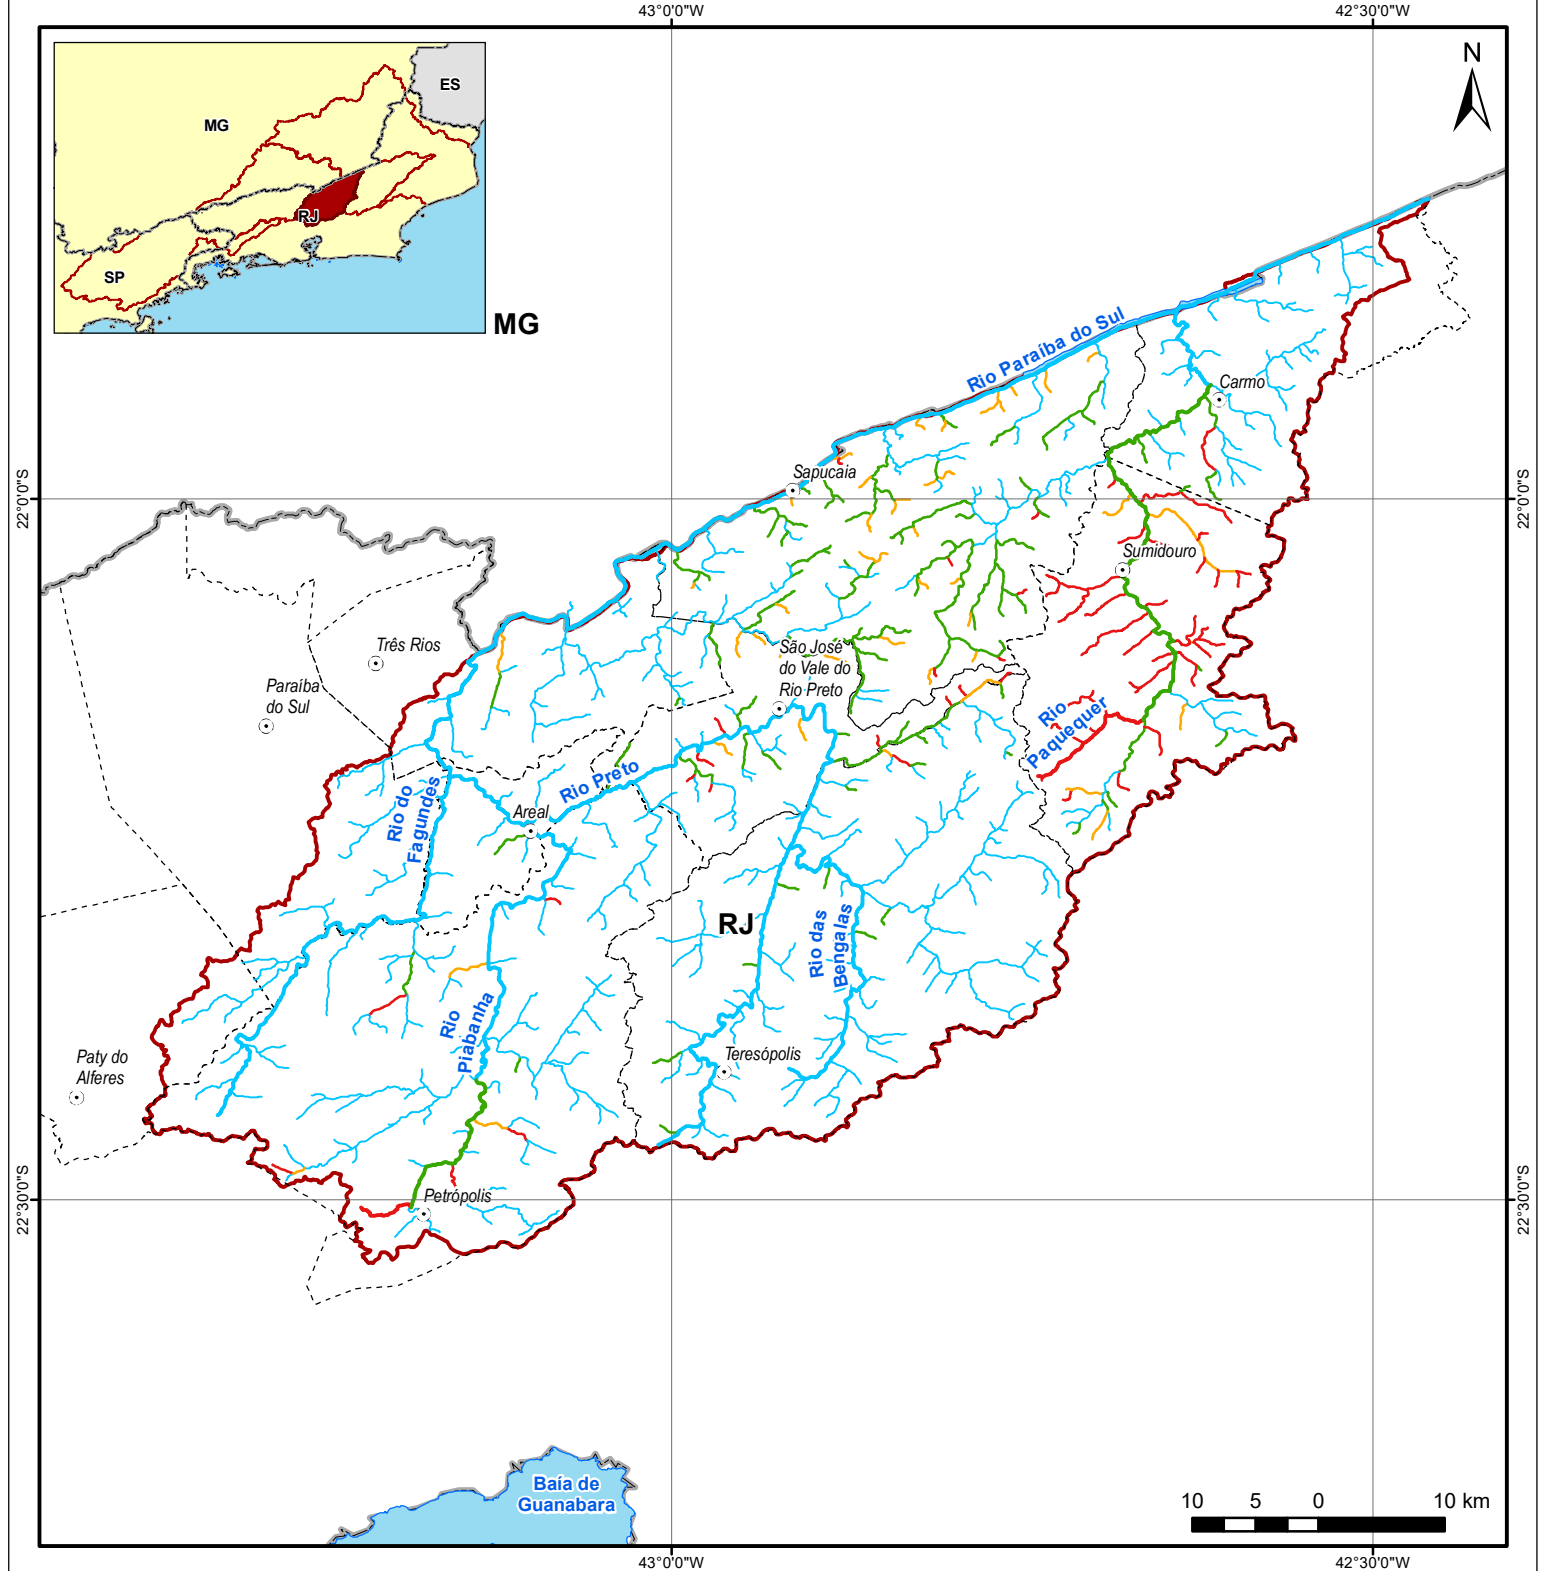 43°0'0"W
42°30'0"W
ES
MG
RJ
SP
N
MG
Rio Paraíba do Sul
Carmo
Sapucaia
22°0'0"S
22°0'0"S
Sumidouro
Três Rios
São José
do Vale do
Rio Preto
Paraíba
do Sul
Rio
Paquequer
Rio Preto
Rio do
Fagundes
Areal
RJ
Rio das
Bengalas
Rio
Piabanha
Teresópolis
Paty do
Alferes
Petrópolis
22°30'0"S
22°30'0"S
Baía de
Guanabara
10 5 0 10 km
43°0'0"W
42°30'0"W